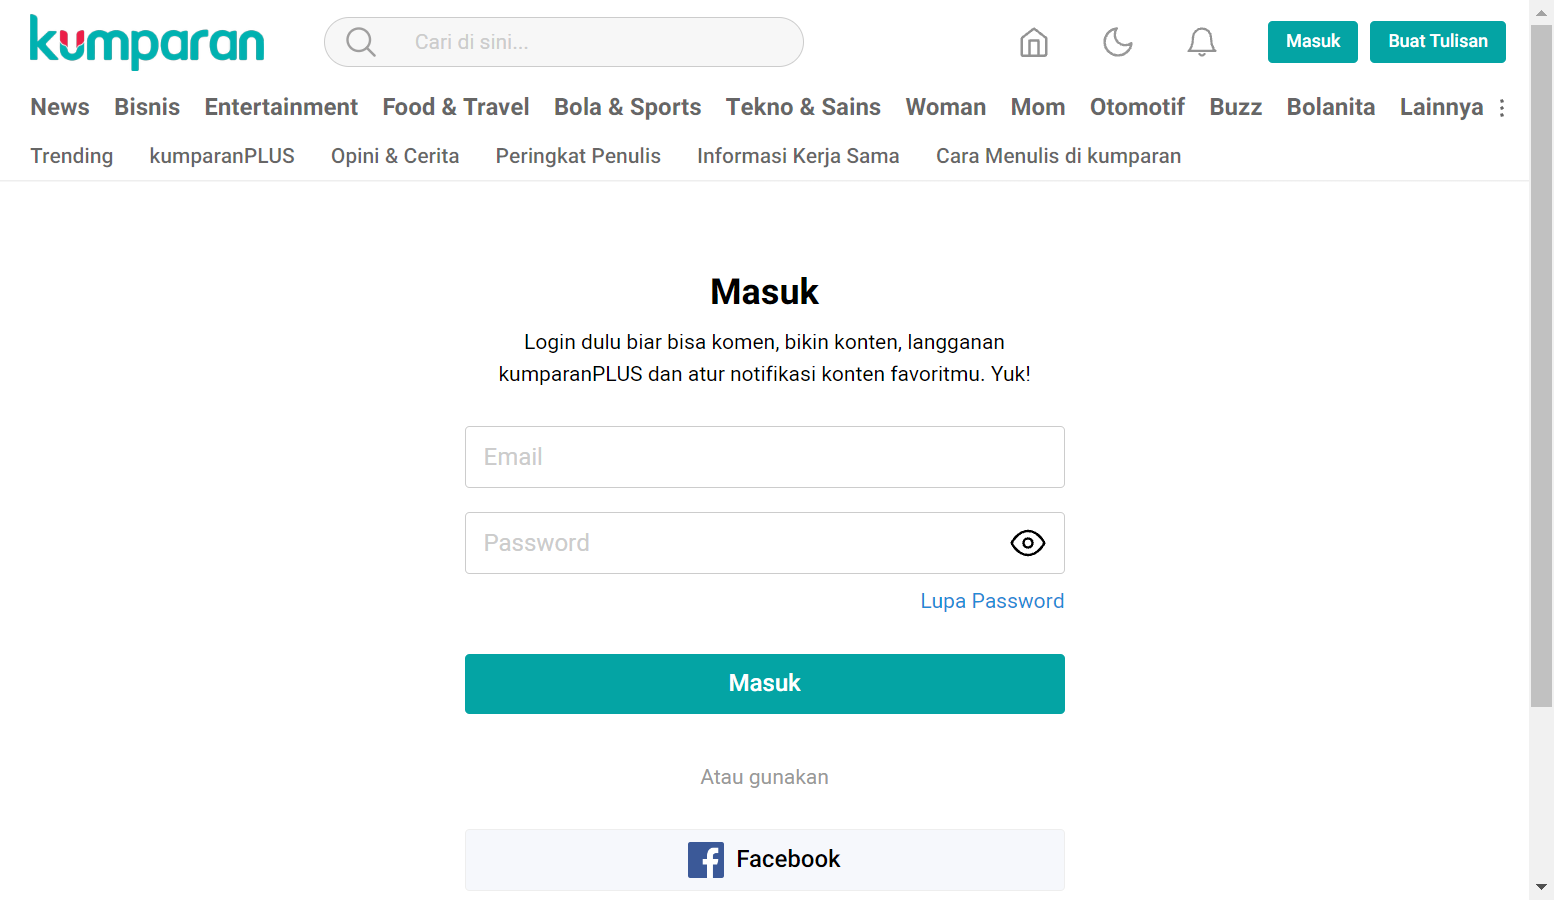 kumparan
Cari di sini...
Masuk
Buat Tulisan
News Bisnis Entertainment Food & Travel Bola & Sports Tekno & Sains Woman Mom Otomotif Buzz Bolanita Lainnya
Trending kumparanPLUS Opini & Cerita Peringkat Penulis Informasi Kerja Sama Cara Menulis di kumparan
Masuk
Login dulu biar bisa komen, bikin konten, langganan
kumparanPLUS dan atur notifikasi konten favoritmu. Yuk!
Email
Password
Lupa Password
Masuk
Atau gunakan
Facebook